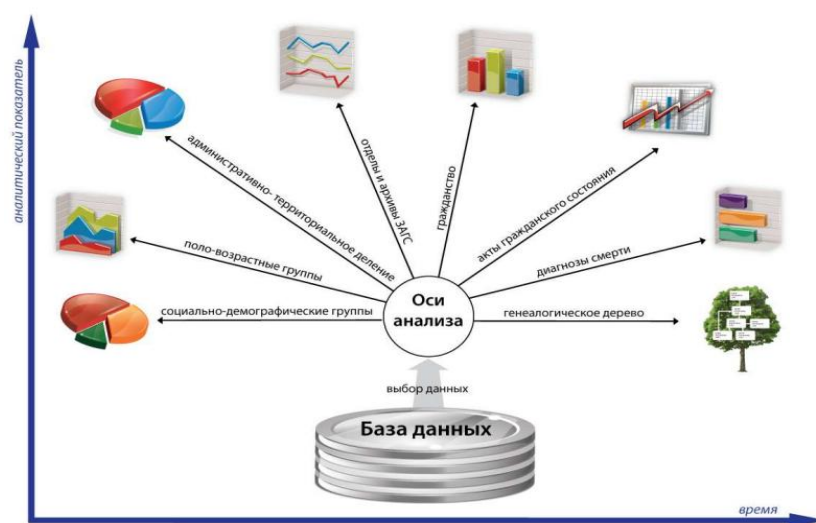 аналитический показатель
административно- территориальное деление
отделы и архивы ЗАГС
гражданство
акты гражданского состояния
поло-возрастные группы
диагнозы смерти
социально-демографические группы
Оси
анализа
генеалогическое дерево
выбор данных
База данных
время